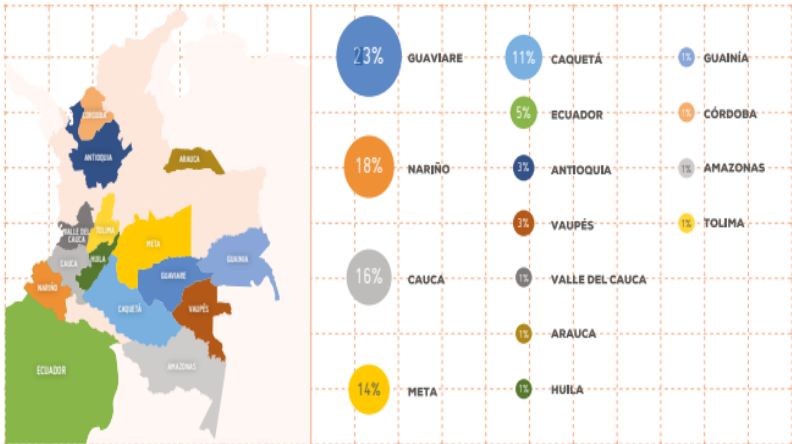 CÓRDOBA
ANTIOQUIA
ARAUCA
VALLE DEL
CAUCA
TOLIMA
META
HUILA
CAUCA
GUAINIA
GUAVIARE
NARIÑO
CAQUETÁ
VAUPÉS
ECUADOR
AMAZONAS
23% GUAVIARE
18% NARIÑO
16% CAUCA
14% META
11% CAQUETÁ
5% ECUADOR
3% ANTIOQUIA
3% VAUPÉS
1% VALLE DEL CAUCA
1% ARAUCA
1% HUILA
1% GUAINÍA
1% CÓRDOBA
1% AMAZONAS
1% TOLIMA